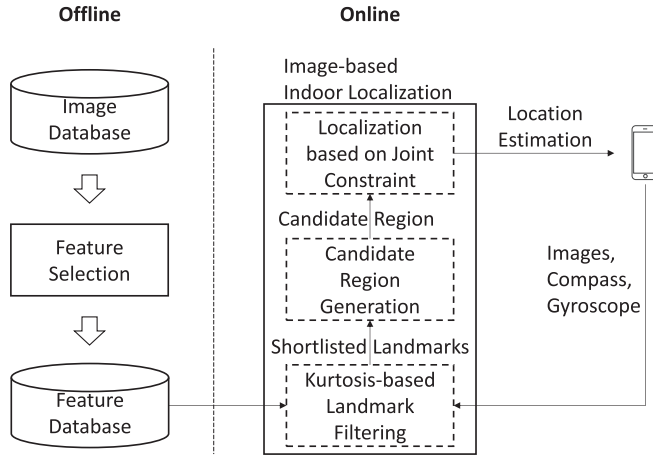 Offline
Online
Image
Database
Feature
Selection
Feature
Database
Image-based
Indoor Localization
Localization
based on Joint
Constraint
Candidate Region
Candidate
Region
Generation
Shortlisted Landmarks
Kurtosis-based
Landmark
Filtering
Location
Estimation
Images,
Compass,
Gyroscope